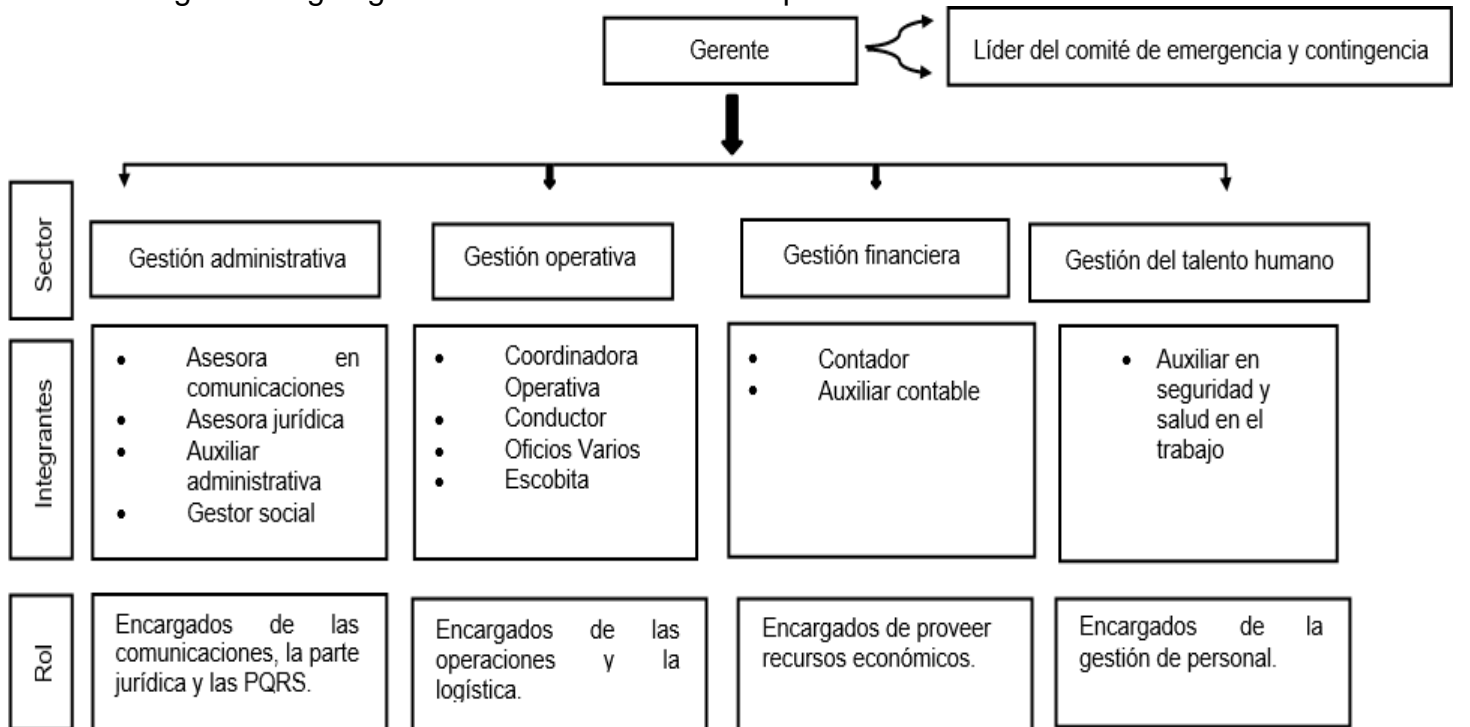 Gerente
Líder del comité de emergencia y contingencia
Sector
Gestión administrativa
Gestión operativa
Gestión financiera
Gestión del talento humano
Integrantes
• Asesora en
comunicaciones
• Asesora jurídica
• Auxiliar
administrativa
• Gestor social
• Coordinadora
Operativa
• Conductor
• Oficios Varios
• Escobita
• Contador
• Auxiliar contable
• Auxiliar en
seguridad y
salud en el
trabajo
Rol
Encargados de las
comunicaciones, la parte
jurídica y las PQRS.
Encargados de las
operaciones y la
logística.
Encargados de proveer
recursos económicos.
Encargados de la
gestión de personal.